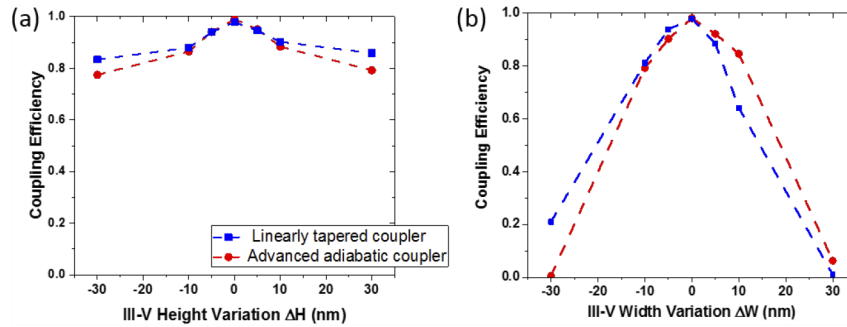 (a)
1.0
0.8
0.6
0.4
0.2
0.0
Coupling Efficiency
Linearly tapered coupler
Advanced adiabatic coupler
-30 -20 -10 0 10 20 30
III-V Height Variation ΔH (nm)
(b)
1.0
0.8
0.6
0.4
0.2
0.0
Coupling Efficiency
-30 -20 -10 0 10 20 30
III-V Width Variation ΔW (nm)